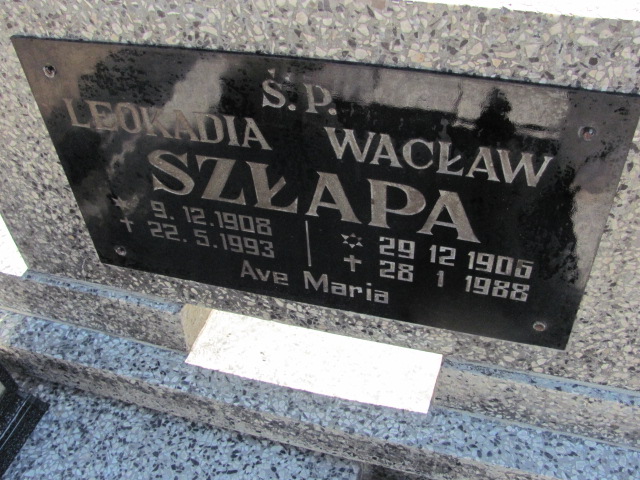 Ś.P.
LEOKADIA WACŁAW
SZŁAPA
* 9.12.1908
✝ 22.5.1993
✡ 29 12 1906
✝ 28 1 1988
Ave Maria